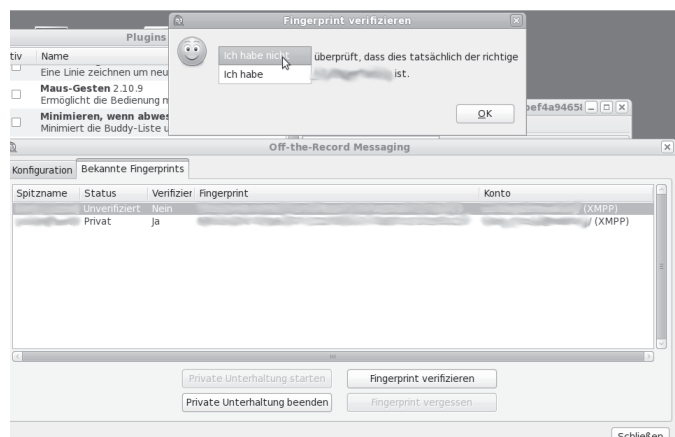 Fingerprint verifizieren
Ich habe nicht
Ich habe
überprüft, dass dies tatsächlich der richtige
ist.
OK
Plugins
tiv Name
Eine Linie zeichnen um neu
Maus-Gesten 2.10.9
Ermöglicht die Bedienung m
Minimieren, wenn abwes
Minimiert die Buddy-Liste u
bef4a9465
Off-the-Record Messaging
Konfiguration Bekannte Fingerprints
Spitzname Status Verifizier Fingerprint Konto
Unverifiziert Nein (XMPP)
Privat Ja / (XMPP)
Private Unterhaltung starten Fingerprint verifizieren
Private Unterhaltung beenden Fingerprint vergessen
Schließen